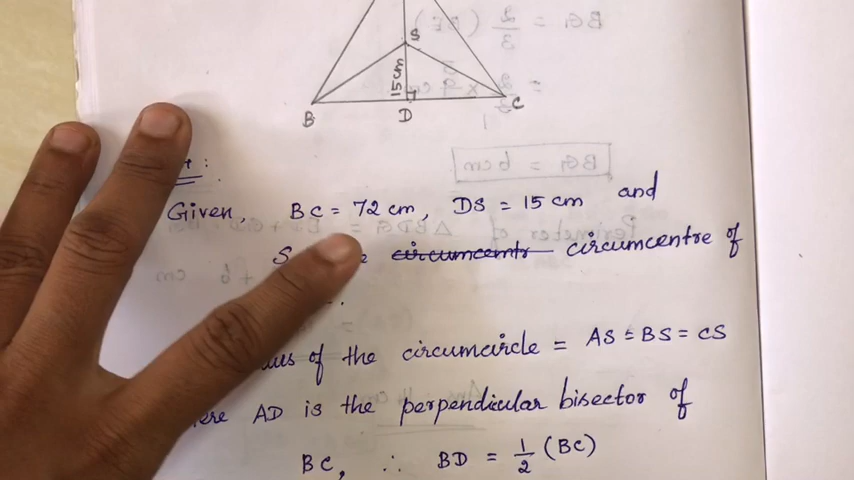 S
15cm
B
D
C
Given, BC = 72 cm, DS = 15 cm and
S circumcentre of
of the circumcircle = AS = BS = CS
AD is the perpendicular bisector of
BC, ∴ BD = 1/2 (BC)